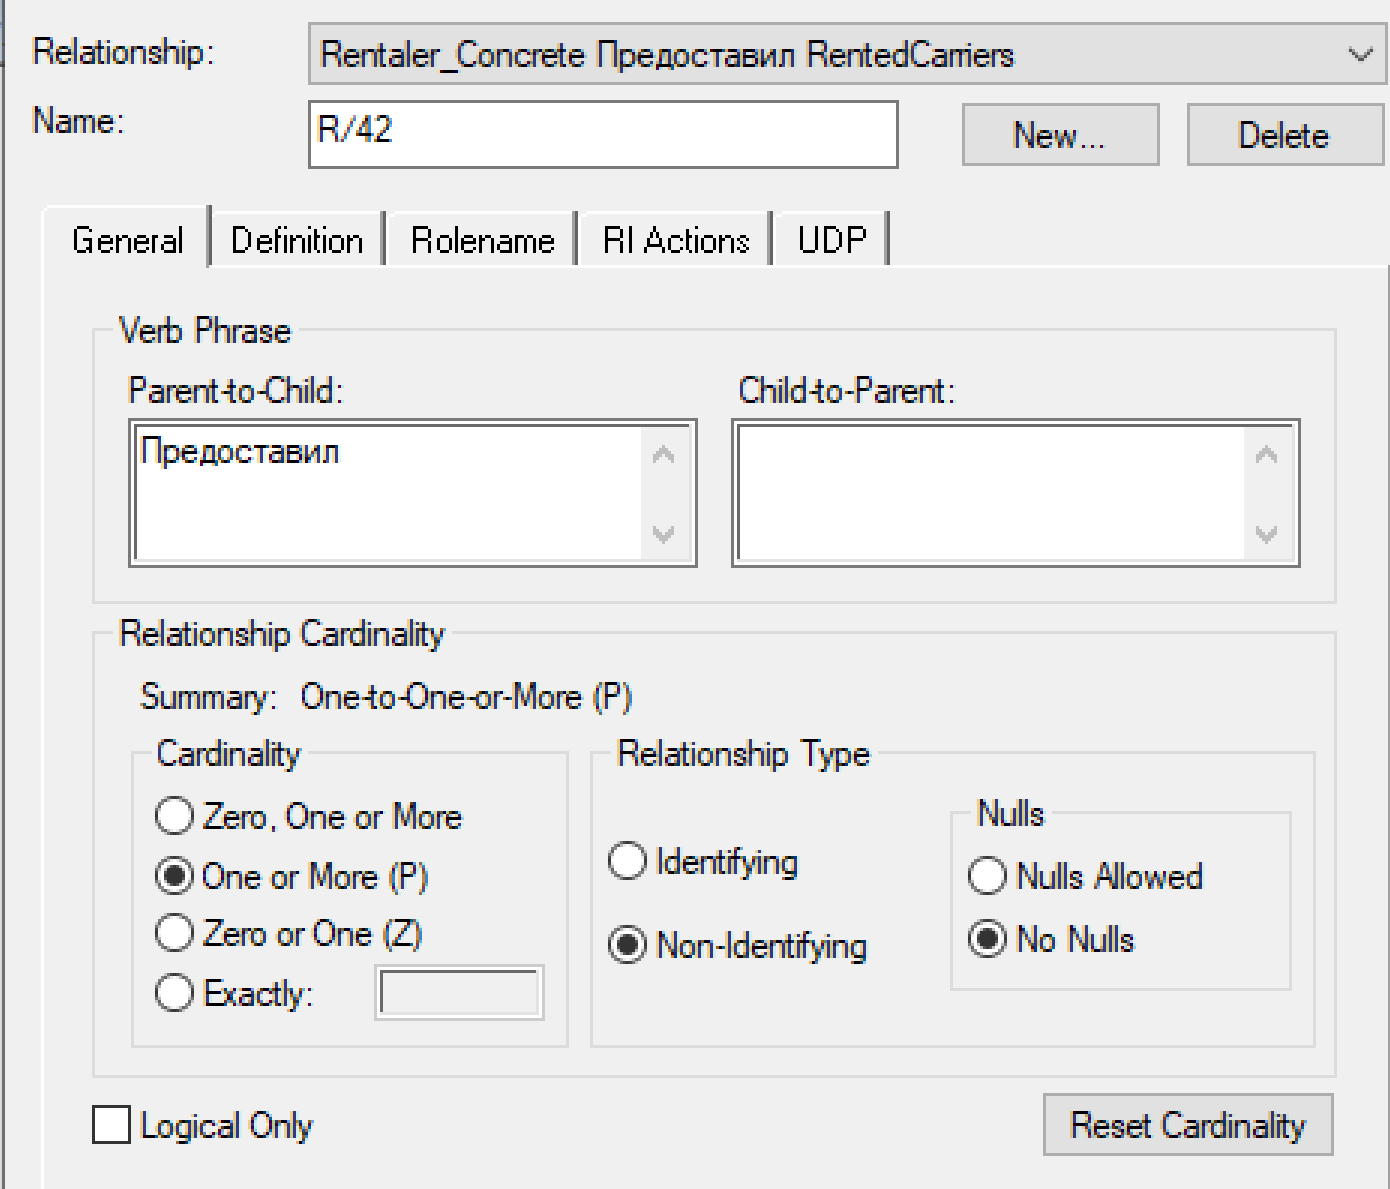 Relationship: Rentaler_Concrete Предоставил RentedCarriers
Name: R/42 New... Delete
General Definition Rolename RI Actions UDP
Verb Phrase
Parent-to-Child: Child-to-Parent:
Предоставил
Relationship Cardinality
Summary: One-to-One-or-More (P)
Cardinality Relationship Type
Zero, One or More Nulls
One or More (P) Identifying Nulls Allowed
Zero or One (Z) Non-Identifying No Nulls
Exactly:
Logical Only Reset Cardinality